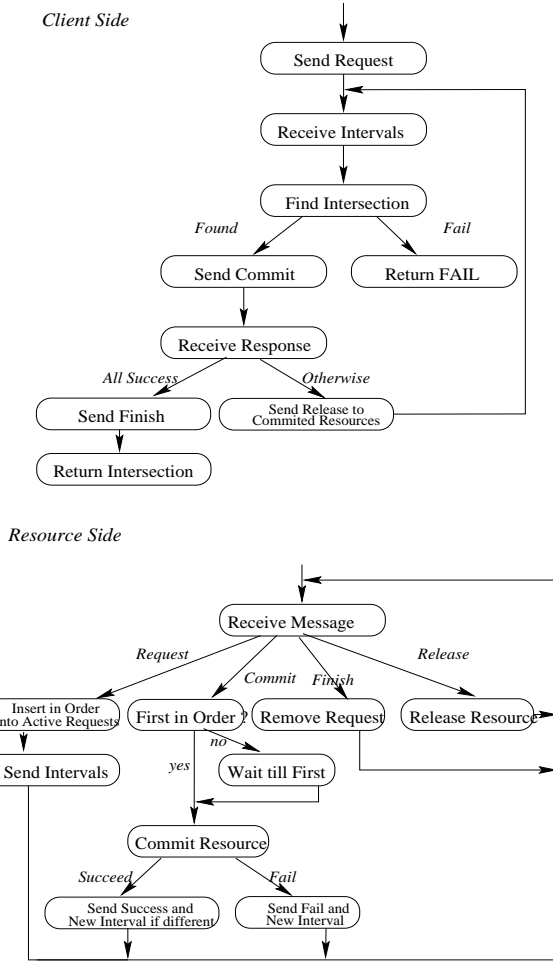 Client Side
Send Request
Receive Intervals
Find Intersection
Found
Fail
Send Commit
Return FAIL
Receive Response
All Success
Otherwise
Send Finish
Send Release to
Commited Resources
Return Intersection
Resource Side
Receive Message
Request
Commit
Finish
Release
Insert in Order
nto Active Requests
First in Order ?
Remove Request
Release Resource
Send Intervals
no
yes
Wait till First
Commit Resource
Succeed
Fail
Send Success and
New Interval if different
Send Fail and
New Interval